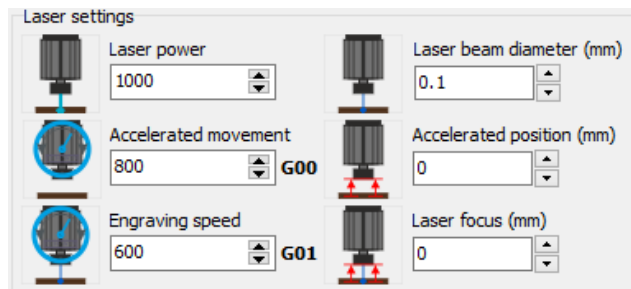 Laser settings
Laser power
1000
Laser beam diameter (mm)
0.1
Accelerated movement
800
G00
Accelerated position (mm)
0
Engraving speed
600
G01
Laser focus (mm)
0